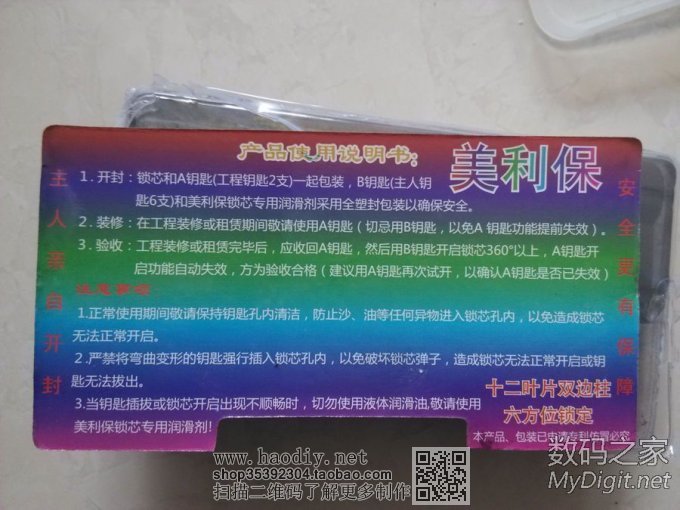 产品使用说明书:
美利保
主人亲自开封
安全更有保障
1.开封:锁芯和A钥匙(工程钥匙2支)一起包装,B钥匙(主人钥
匙6支)和美利保锁芯专用润滑剂采用全塑封包装以确保安全。
2.装修:在工程装修或租赁期间敬请使用A钥匙(切忌用B钥匙,以免A 钥匙功能提前失效)。
3.验收:工程装修或租赁完毕后,应收回A钥匙,然后用B钥匙开启锁芯360°以上,A钥匙开
启功能自动失效,方为验收合格(建议用A钥匙再次试开,以确认A钥匙是否已失效)
注意事项:
1.正常使用期间敬请保持钥匙孔内清洁,防止沙、油等任何异物进入锁芯孔内,以免造成锁芯
无法正常开启。
2.严禁将弯曲变形的钥匙强行插入锁芯孔内,以免破坏锁芯弹子,造成锁芯无法正常开启或钥
匙无法拔出。
3.当钥匙插拔或锁芯开启出现不顺畅时,切勿使用液体润滑油,敬请使用
美利保锁芯专用润滑剂!
十二叶片双边柱
六方位锁定
本产品、包装已申请专利仿冒必究
www.haodiy.net
shop35392304.taobao.com
扫描二维码了解更多制作
数码之家
MyDigit.net